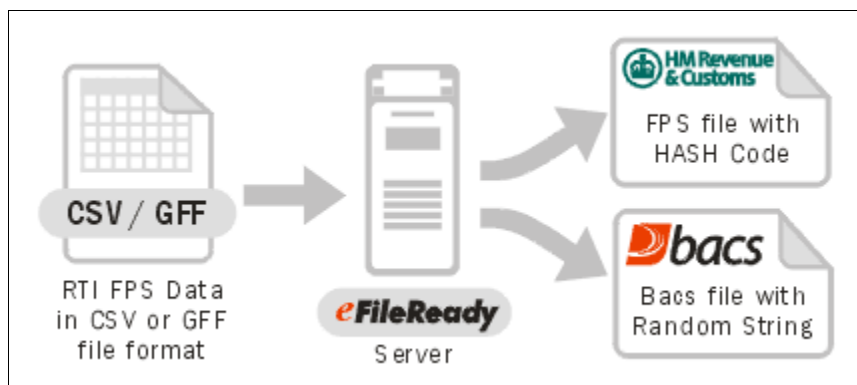 CSV / GFF
RTI FPS Data
in CSV or GFF
file format
eFileReady
Server
HM Revenue
& Customs
FPS file with
HASH Code
bacs
Bacs file with
Random String